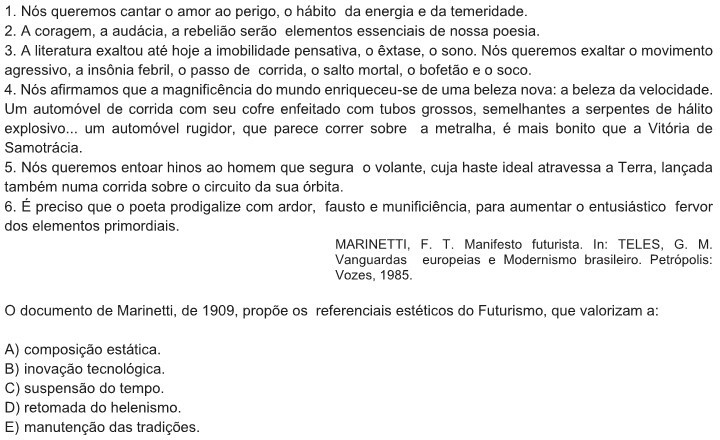 1. Nós queremos cantar o amor ao perigo, o hábito da energia e da temeridade.
2. A coragem, a audácia, a rebelião serão elementos essenciais de nossa poesia.
3. A literatura exaltou até hoje a imobilidade pensativa, o êxtase, o sono. Nós queremos exaltar o movimento
agressivo, a insônia febril, o passo de corrida, o salto mortal, o bofetão e o soco.
4. Nós afirmamos que a magnificência do mundo enriqueceu-se de uma beleza nova: a beleza da velocidade.
Um automóvel de corrida com seu cofre enfeitado com tubos grossos, semelhantes a serpentes de hálito
explosivo... um automóvel rugidor, que parece correr sobre a metralha, é mais bonito que a Vitória de
Samotrácia.
5. Nós queremos entoar hinos ao homem que segura o volante, cuja haste ideal atravessa a Terra, lançada
também numa corrida sobre o circuito da sua órbita.
6. É preciso que o poeta prodigalize com ardor, fausto e munificiência, para aumentar o entusiástico fervor
dos elementos primordiais.
MARINETTI, F. T. Manifesto futurista. In: TELES, G. M.
Vanguardas europeias e Modernismo brasileiro. Petrópolis:
Vozes, 1985.
O documento de Marinetti, de 1909, propõe os referenciais estéticos do Futurismo, que valorizam a:
A) composição estática.
B) inovação tecnológica.
C) suspensão do tempo.
D) retomada do helenismo.
E) manutenção das tradições.